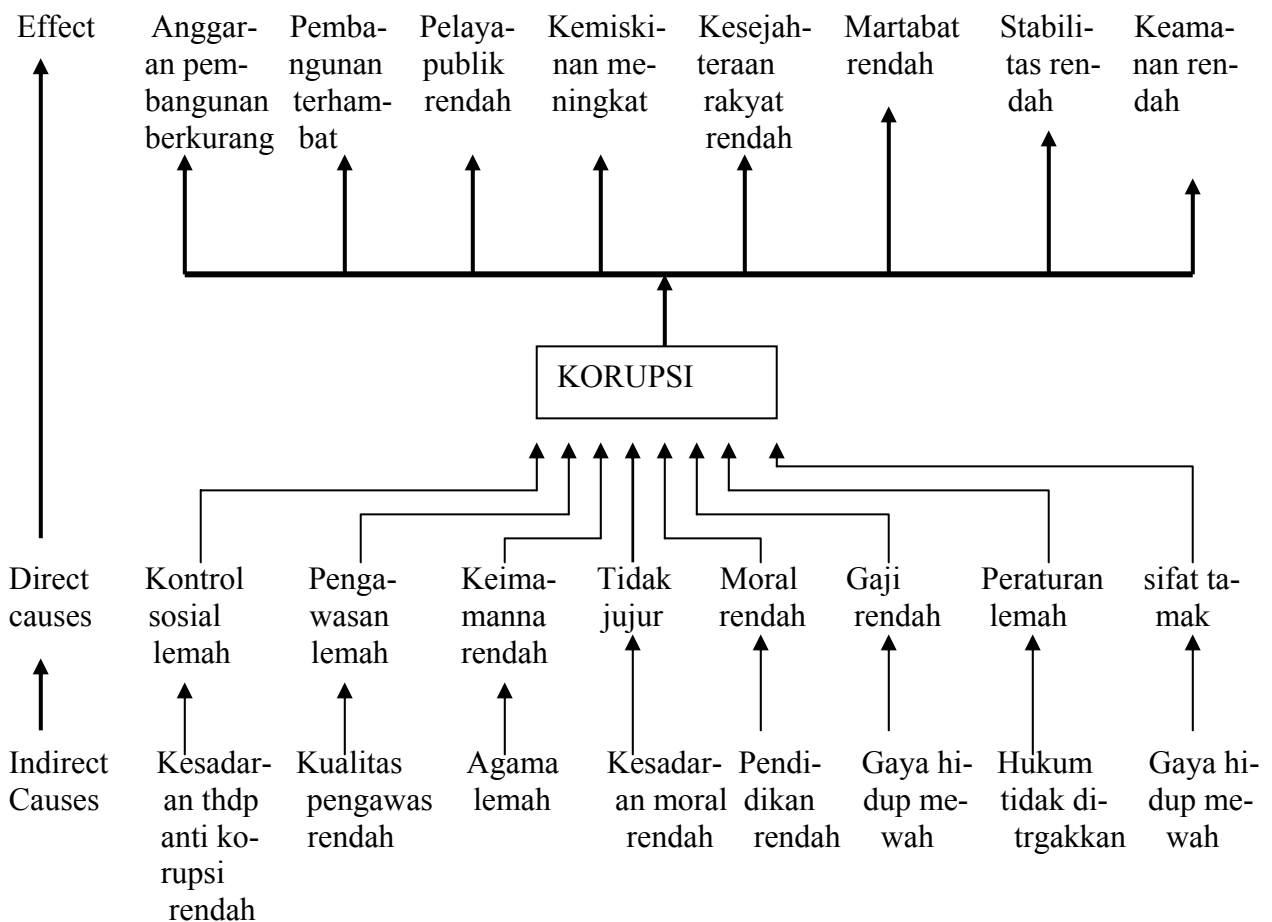 Effect
Anggar-
an pem-
bangunan
berkurang
Pemba-
ngunan
terham-
bat
Pelaya-
publik
rendah
Kemiski-
nan me-
ningkat
Kesejah-
teraan
rakyat
rendah
Martabat
rendah
Stabili-
tas ren-
dah
Keama-
nan ren-
dah
KORUPSI
Direct
causes
Kontrol
sosial
lemah
Penga-
wasan
lemah
Keima-
manna
rendah
Tidak
jujur
Moral
rendah
Gaji
rendah
Peraturan
lemah
sifat ta-
mak
Indirect
Causes
Kesadar-
an thdp
anti ko-
rupsi
rendah
Kualitas
pengawas
rendah
Agama
lemah
Kesadar-
an moral
rendah
Pendi-
dikan
rendah
Gaya hi-
dup me-
wah
Hukum
tidak di-
trgakkan
Gaya hi-
dup me-
wah